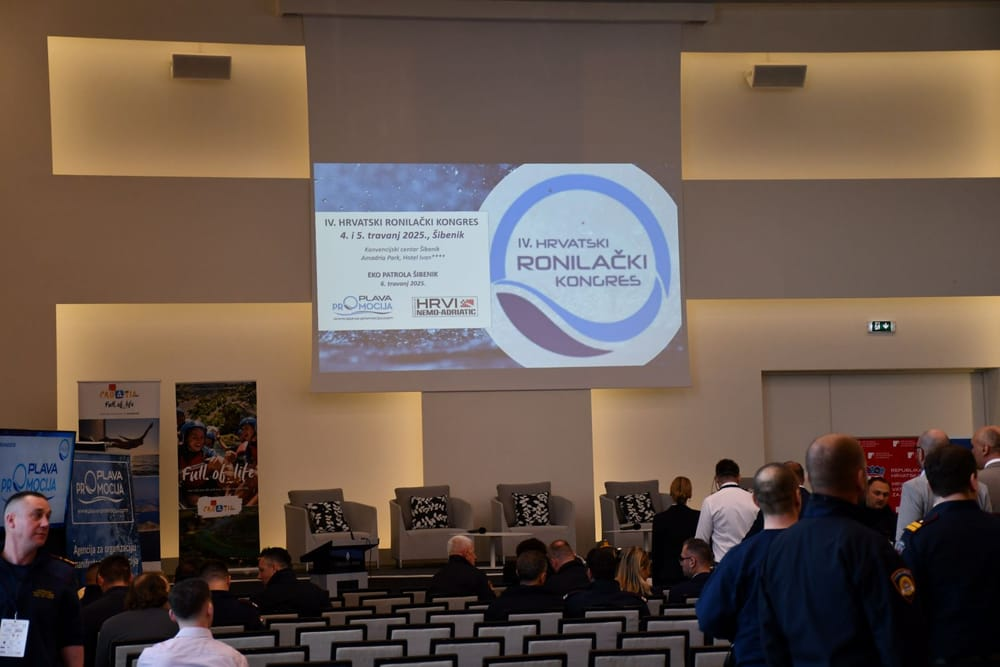 IV. HRVATSKI RONILAČKI KONGRES
4. i 5. travanj 2025., Šibenik
Konvencijski centar Šibenik
Amadria Park, Hotel Ivan****
EKO PATROLA ŠIBENIK
6. travanj 2025.
PLAVA
PROMOCIJA
HRVI
NEMO-ADRIATIC
IV. HRVATSKI
RONILAČKI
KONGRES
CROATIA
Full of life
PLAVA
PROMOCIJA
PLAVA
PROMOCIJA
Agencija za organizaciju
Full of life
CROATIA
REPUBLIKA